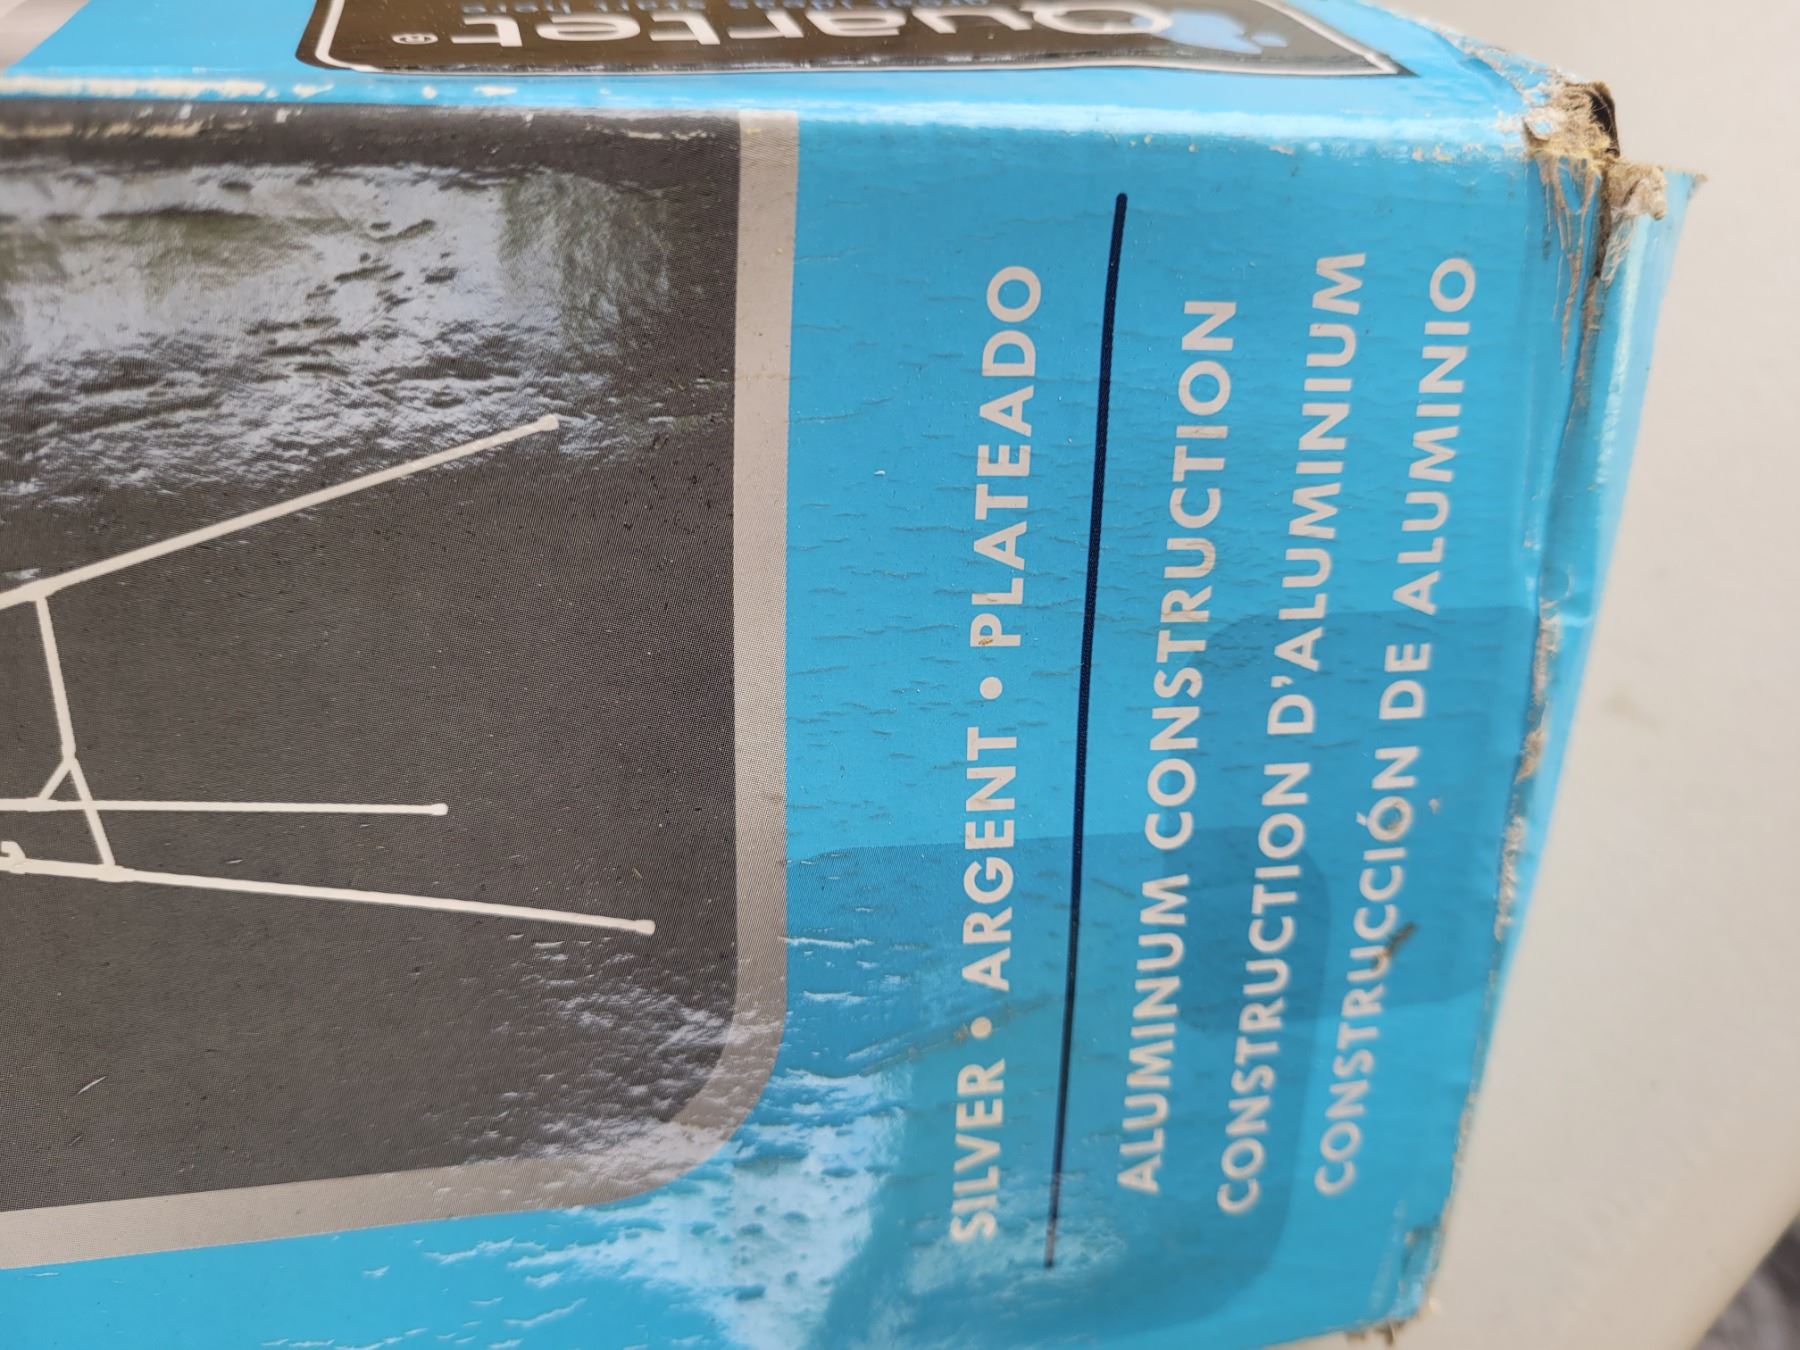 Quartet®
SILVER • ARGENT • PLATEADO
ALUMINUM CONSTRUCTION
CONSTRUCTION D'ALUMINIUM
CONSTRUCCIÓN DE ALUMINIO